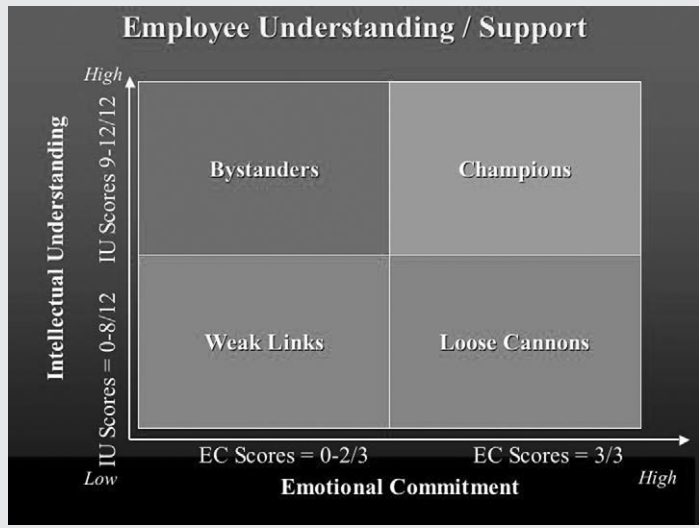 Employee Understanding / Support
High
Intellectual Understanding
IU Scores 9-12/12
IU Scores = 0-8/12
Bystanders
Champions
Weak Links
Loose Cannons
EC Scores = 0-2/3
EC Scores = 3/3
Low
Emotional Commitment
High